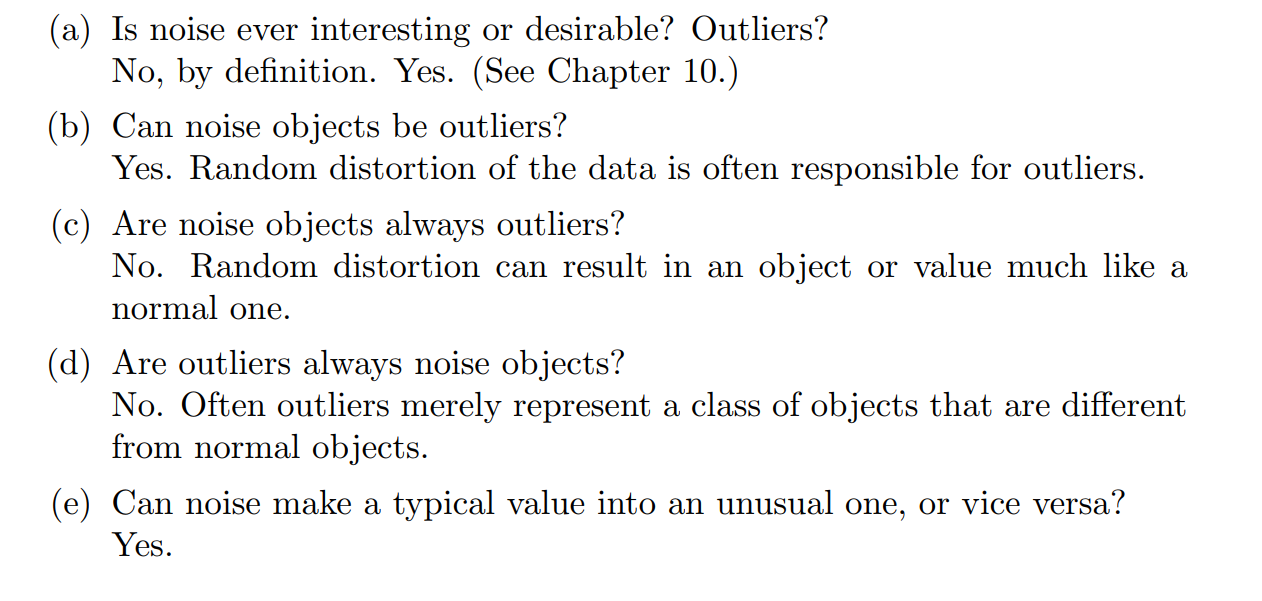 (a) Is noise ever interesting or desirable? Outliers?
No, by definition. Yes. (See Chapter 10.)
(b) Can noise objects be outliers?
Yes. Random distortion of the data is often responsible for outliers.
(c) Are noise objects always outliers?
No. Random distortion can result in an object or value much like a
normal one.
(d) Are outliers always noise objects?
No. Often outliers merely represent a class of objects that are different
from normal objects.
(e) Can noise make a typical value into an unusual one, or vice versa?
Yes.